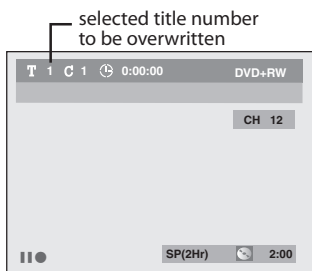 selected title number
to be overwritten
T 1 C 1 0:00:00 DVD+RW
CH 12
SP(2Hr) 2:00